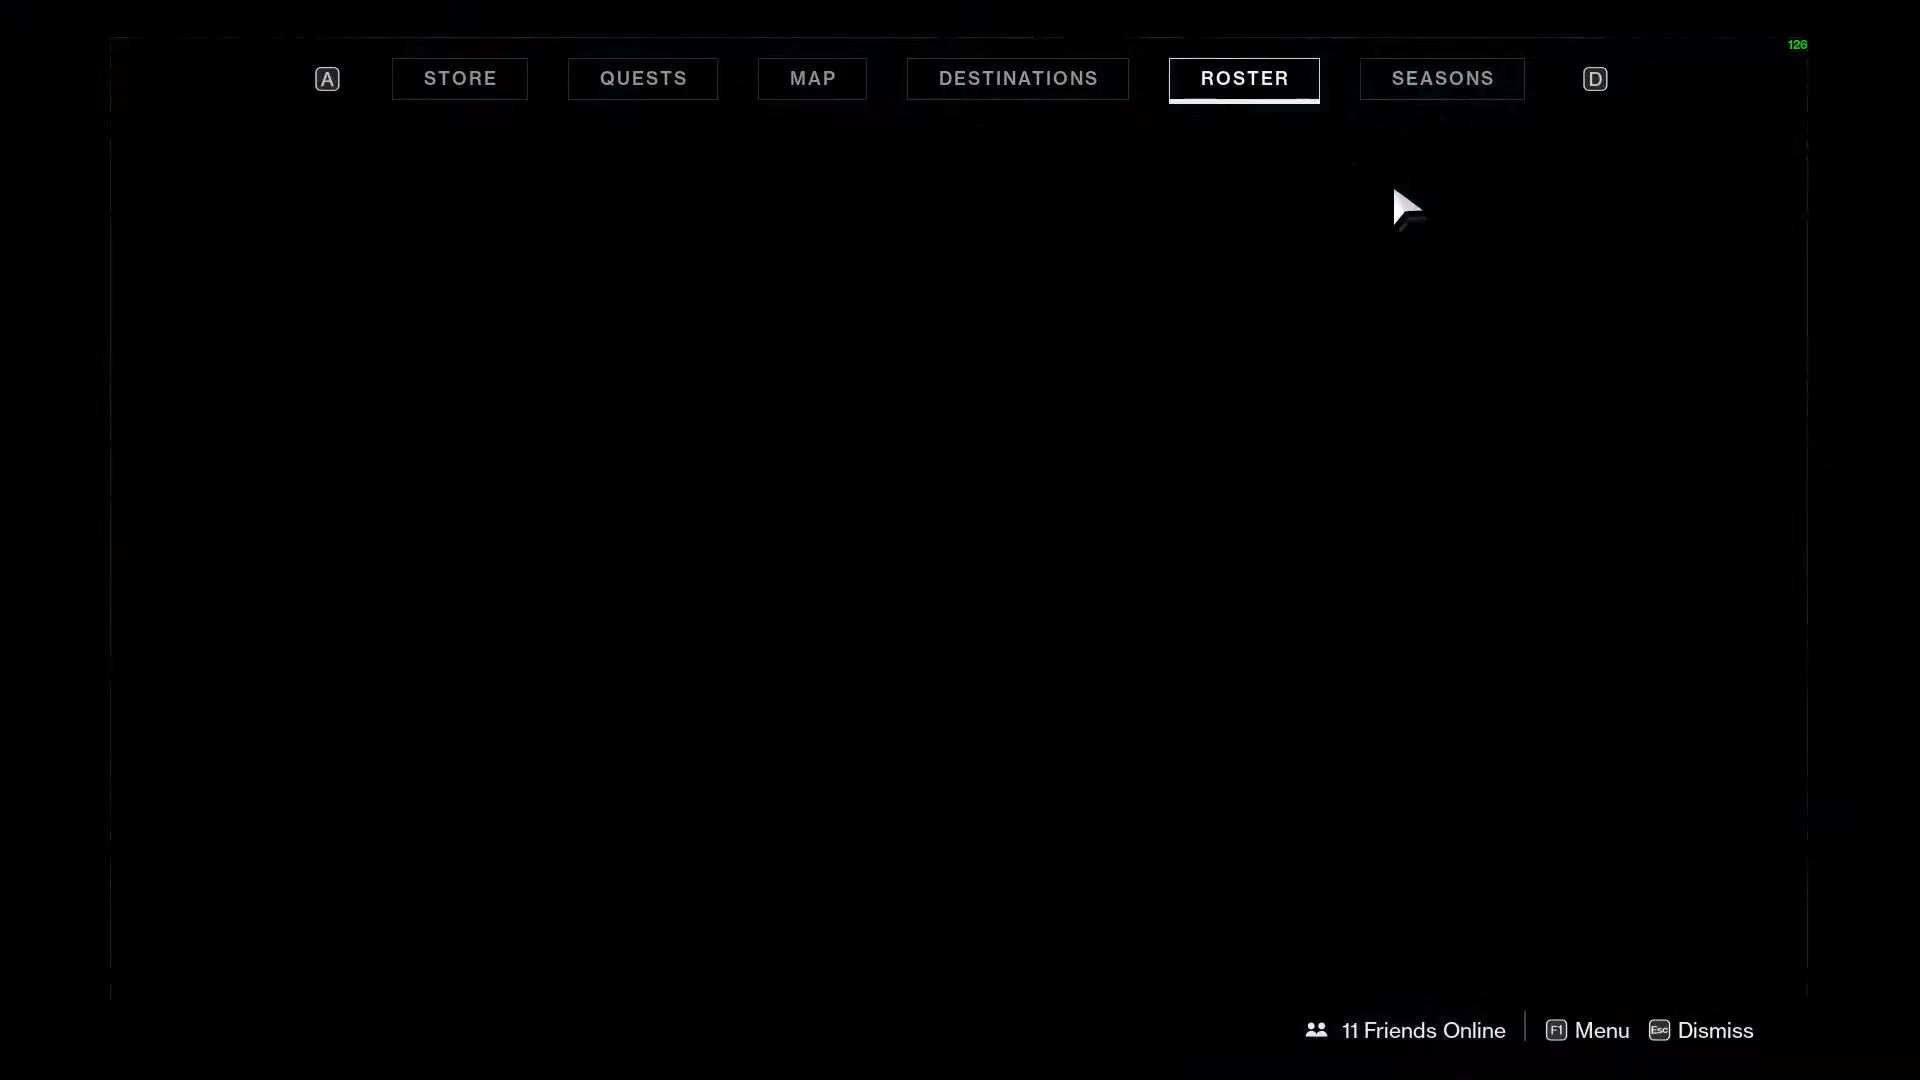 126
A STORE QUESTS MAP DESTINATIONS ROSTER SEASONS D
11 Friends Online F1 Menu Esc Dismiss